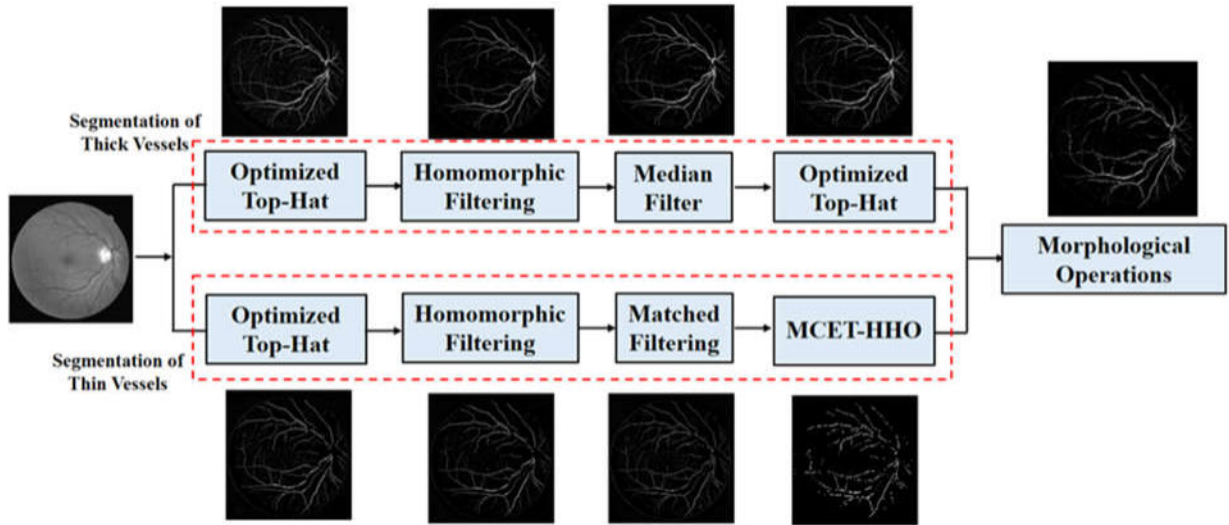 Segmentation of
Thick Vessels
Optimized
Top-Hat
Homomorphic
Filtering
Median
Filter
Optimized
Top-Hat
Morphological
Operations
Optimized
Top-Hat
Homomorphic
Filtering
Matched
Filtering
MCET-HHO
Segmentation of
Thin Vessels